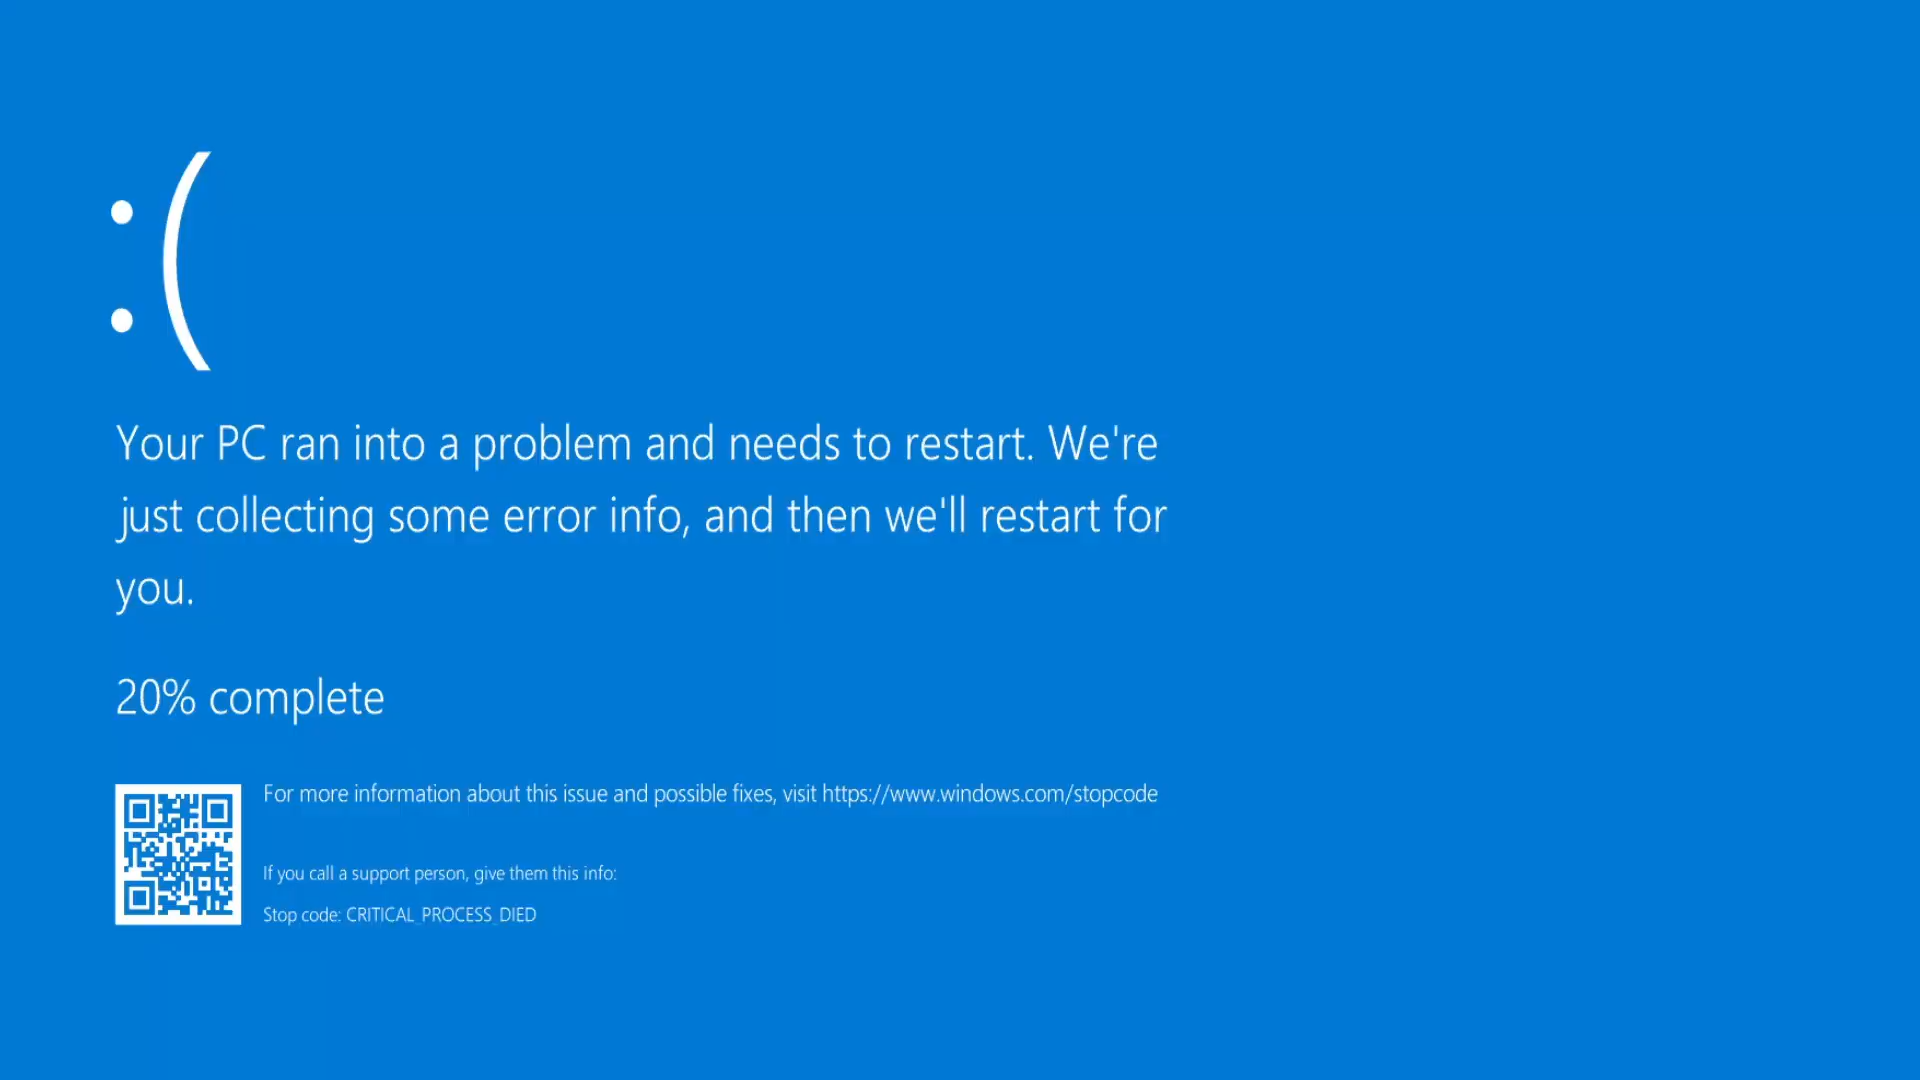 :(
Your PC ran into a problem and needs to restart. We're
just collecting some error info, and then we'll restart for
you.
20% complete
For more information about this issue and possible fixes, visit https://www.windows.com/stopcode
If you call a support person, give them this info:
Stop code: CRITICAL_PROCESS_DIED